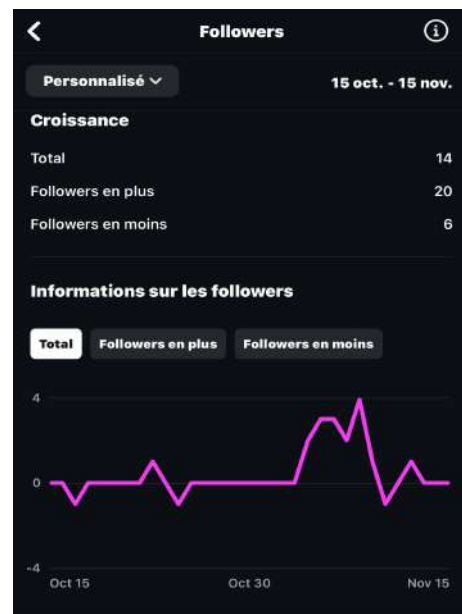 Followers
Personnalisé
15 oct. - 15 nov.
Croissance
Total 14
Followers en plus 20
Followers en moins 6
Informations sur les followers
Total Followers en plus Followers en moins
4
0
-4
Oct 15 Oct 30 Nov 15